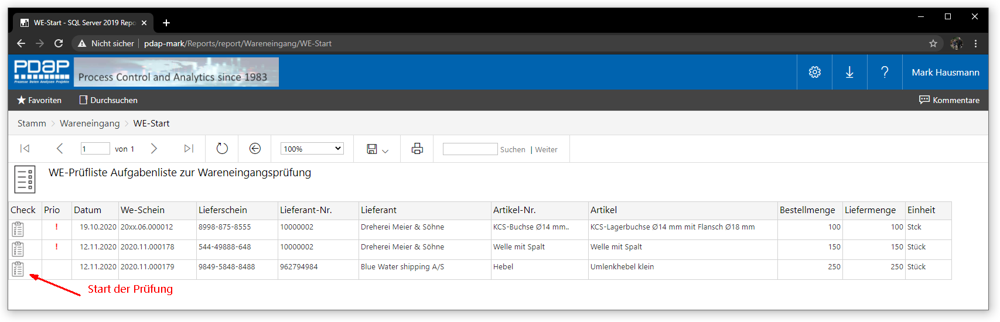 WE-Start - SQL Server 2019 Repo
Nicht sicher | pdap-mark/Reports/report/Wareneingang/WE-Start
PDAP
Prozesse Daten Analysen Projekte
Process Control and Analytics since 1983
? Mark Hausmann
Favoriten Durchsuchen Kommentare
Stamm > Wareneingang > WE-Start
1 von 1 100% Suchen | Weiter
WE-Prüfliste Aufgabenliste zur Wareneingangsprüfung
Check Prio Datum We-Schein Lieferschein Lieferant-Nr. Lieferant Artikel-Nr. Artikel Bestellmenge Liefermenge Einheit
! 19.10.2020 20xx.06.000012 8998-875-8555 10000002 Dreherei Meier & Söhne KCS-Buchse Ø14 mm.. KCS-Lagerbuchse Ø14 mm mit Flansch Ø18 mm 100 100 Stck
! 12.11.2020 2020.11.000178 544-49888-648 10000002 Dreherei Meier & Söhne Welle mit Spalt Welle mit Spalt 150 150 Stück
12.11.2020 2020.11.000179 9849-5848-8488 962794984 Blue Water shipping A/S Hebel Umlenkhebel klein 250 250 Stück
Start der Prüfung